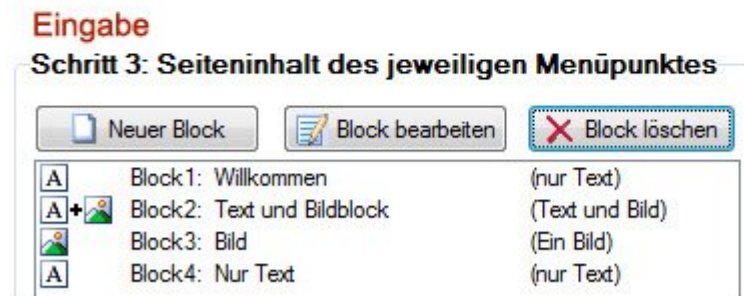 Eingabe
Schritt 3: Seiteninhalt des jeweiligen Menüpunktes
Neuer Block Block bearbeiten Block löschen
A Block1: Willkommen (nur Text)
A+ Block2: Text und Bildblock (Text und Bild)
Block3: Bild (Ein Bild)
A Block4: Nur Text (nur Text)